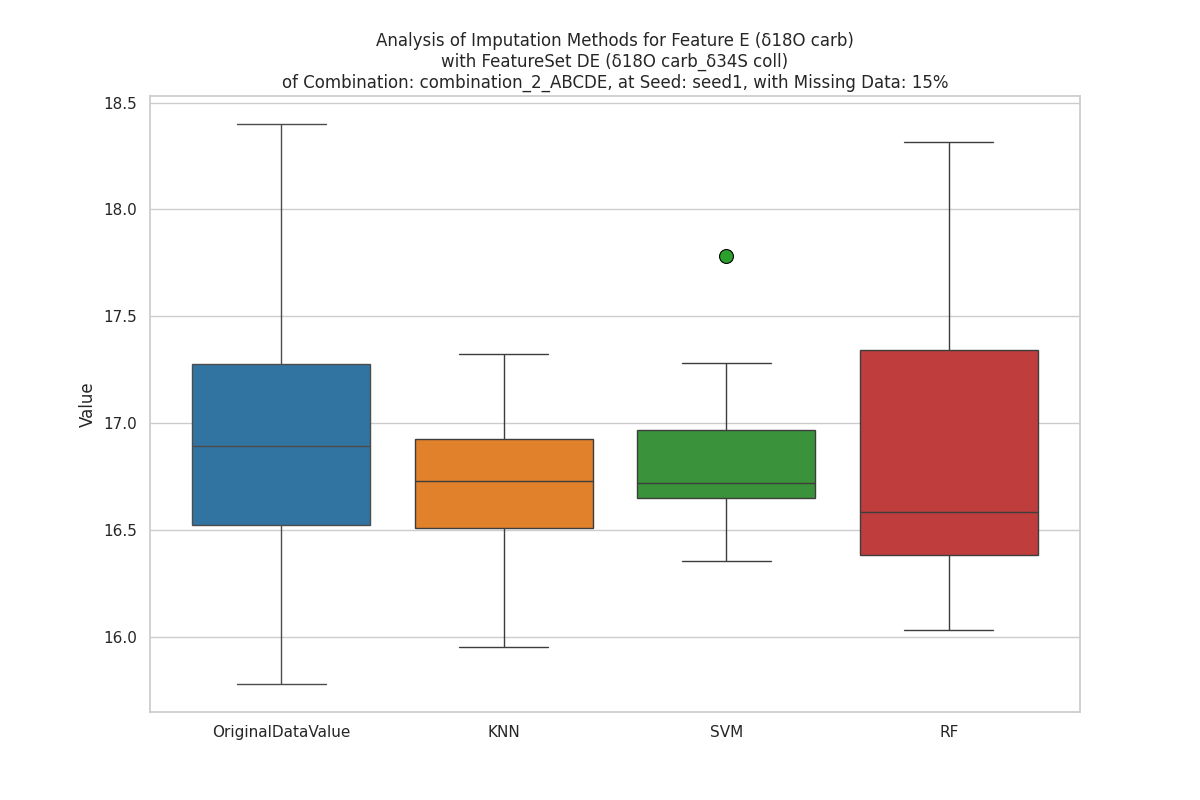 Analysis of Imputation Methods for Feature E (δ18O carb)
with FeatureSet DE (δ18O carb_δ34S coll)
of Combination: combination_2_ABCDE, at Seed: seed1, with Missing Data: 15%
18.5
18.0
17.5
17.0
16.5
16.0
Value
OriginalDataValue
KNN
SVM
RF